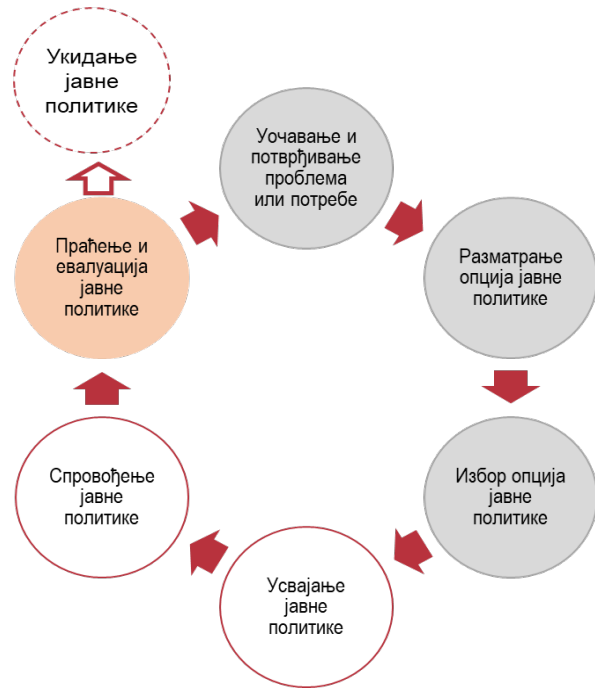 Укидање
јавне
политике
Уочавање и
потврђивање
проблема
или потребе
Разматрање
опција јавне
политике
Избор опција
јавне
политике
Усвајање
јавне
политике
Спровођење
јавне
политике
Праћење и
евалуација
јавне
политике